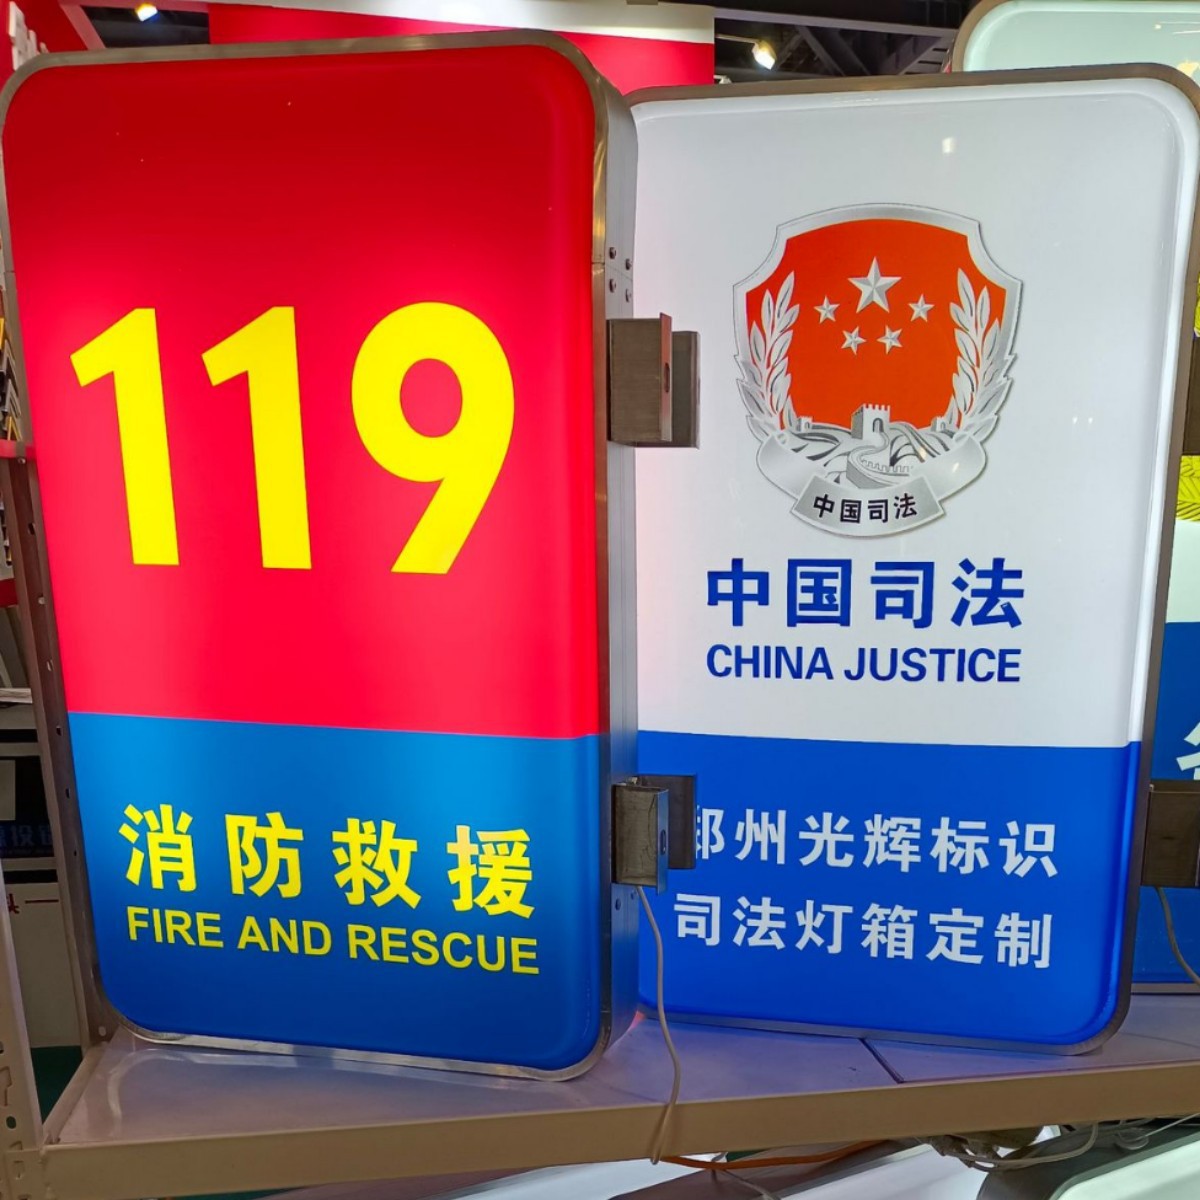 119
消防救援
FIRE AND RESCUE
中国司法
中国司法
CHINA JUSTICE
郑州光辉标识
司法灯箱定制